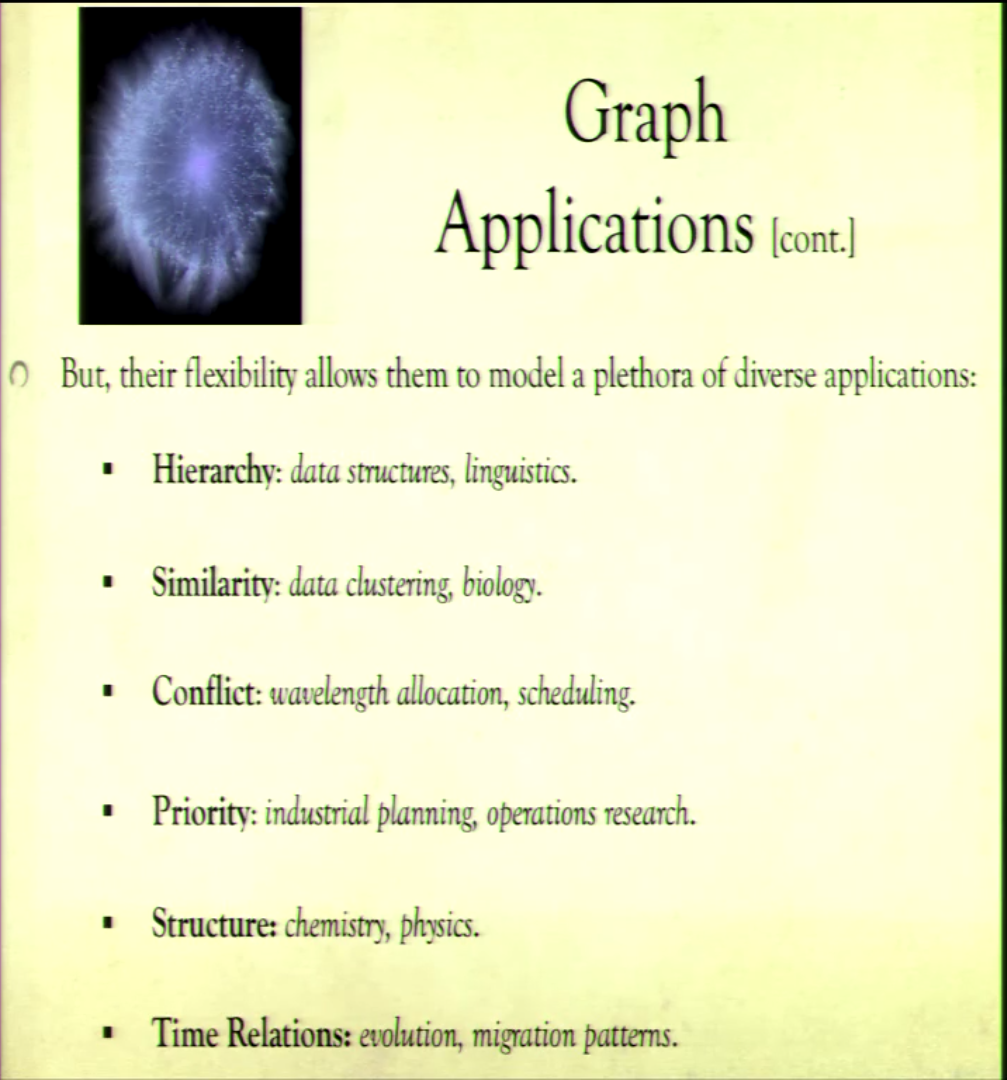 Graph
Applications [cont.]
But, their flexibility allows them to model a plethora of diverse applications:
Hierarchy: data structures, linguistics.
Similarity: data clustering, biology.
Conflict: wavelength allocation, scheduling.
Priority: industrial planning, operations research.
Structure: chemistry, physics.
Time Relations: evolution, migration patterns.